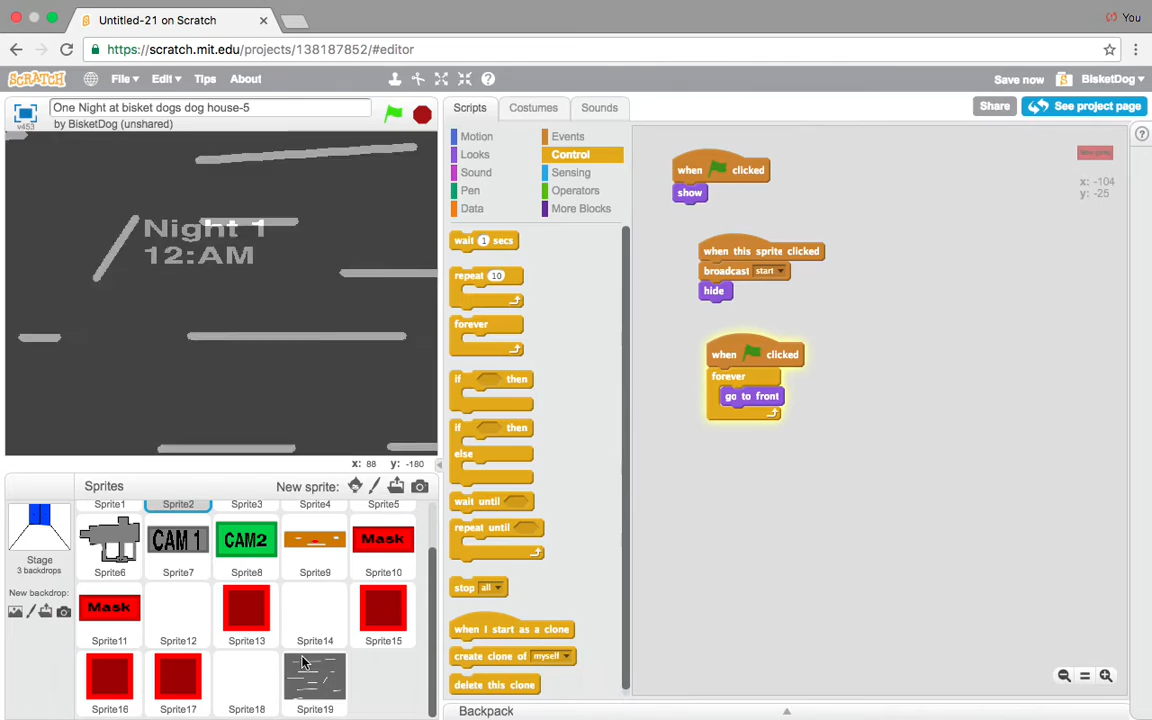 Untitled-21 on Scratch
You
https://scratch.mit.edu/projects/138187852/#editor
SCRATCH File Edit Tips About Save now BisketDog
One Night at bisket dogs dog house-5
by BisketDog (unshared)
v453
Scripts Costumes Sounds
Share See project page
Night 1
12:AM
Motion Events
Looks Control
Sound Sensing
Pen Operators
Data More Blocks
wait 1 secs
repeat 10
forever
if then
if then
else
wait until
repeat until
stop all
when I start as a clone
create clone of myself
delete this clone
when clicked
show
when this sprite clicked
broadcast start
hide
when clicked
forever
go to front
x: -104
y: -25
x: 88 y: -180
Sprites New sprite:
Stage
3 backdrops
New backdrop:
Sprite1 Sprite2 Sprite3 Sprite4 Sprite5
CAM 1 CAM2 Mask
Sprite6 Sprite7 Sprite8 Sprite9 Sprite10
Mask
Sprite11 Sprite12 Sprite13 Sprite14 Sprite15
Sprite16 Sprite17 Sprite18 Sprite19
Backpack